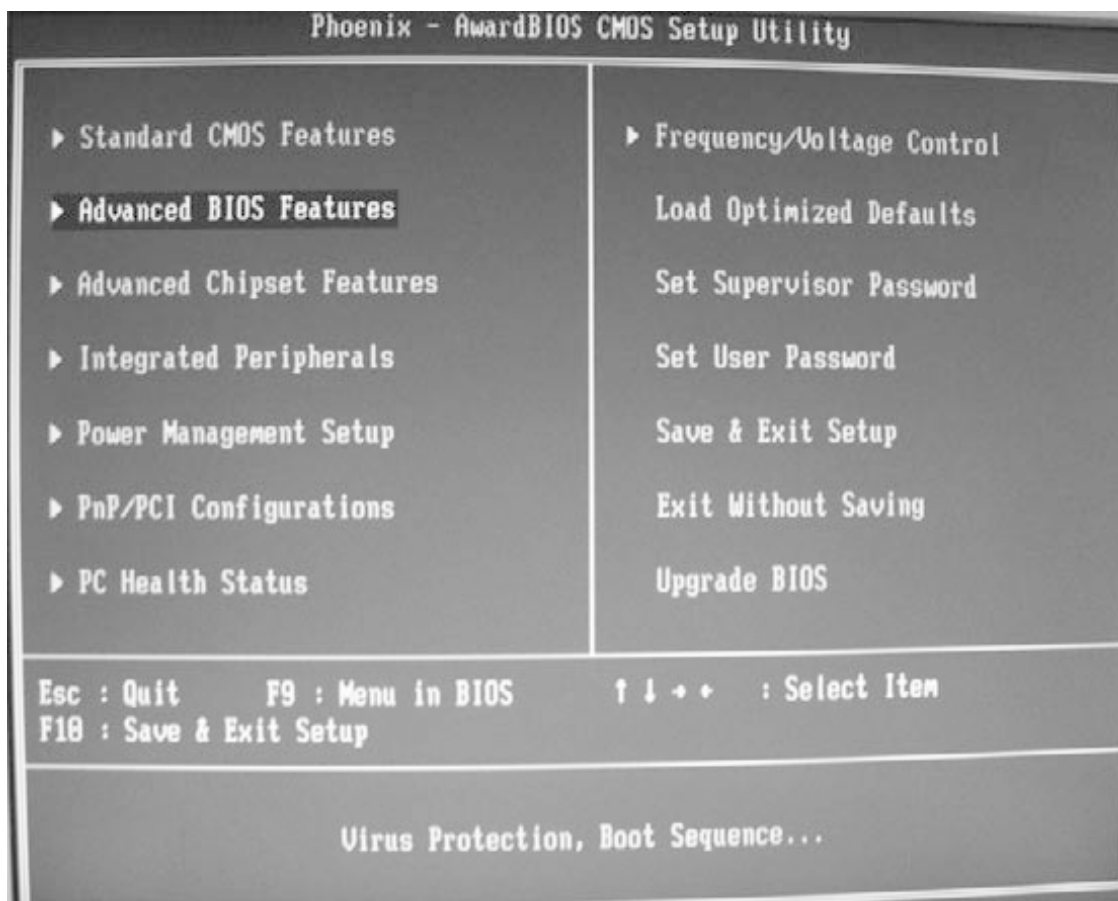 Phoenix - AwardBIOS CMOS Setup Utility
Standard CMOS Features
Advanced BIOS Features
Advanced Chipset Features
Integrated Peripherals
Power Management Setup
PnP/PCI Configurations
PC Health Status
Frequency/Voltage Control
Load Optimized Defaults
Set Supervisor Password
Set User Password
Save & Exit Setup
Exit Without Saving
Upgrade BIOS
Esc : Quit F9 : Menu in BIOS ↑ ↓ → ← : Select Item
F10 : Save & Exit Setup
Virus Protection, Boot Sequence...